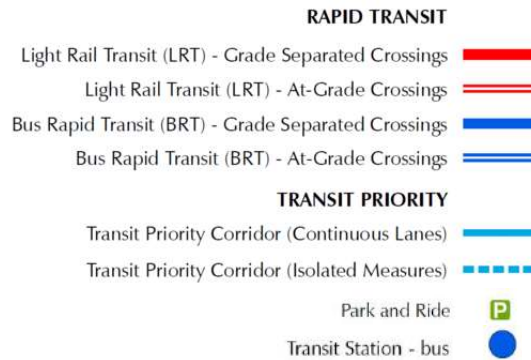 RAPID TRANSIT
Light Rail Transit (LRT) - Grade Separated Crossings
Light Rail Transit (LRT) - At-Grade Crossings
Bus Rapid Transit (BRT) - Grade Separated Crossings
Bus Rapid Transit (BRT) - At-Grade Crossings
TRANSIT PRIORITY
Transit Priority Corridor (Continuous Lanes)
Transit Priority Corridor (Isolated Measures)
Park and Ride P
Transit Station - bus